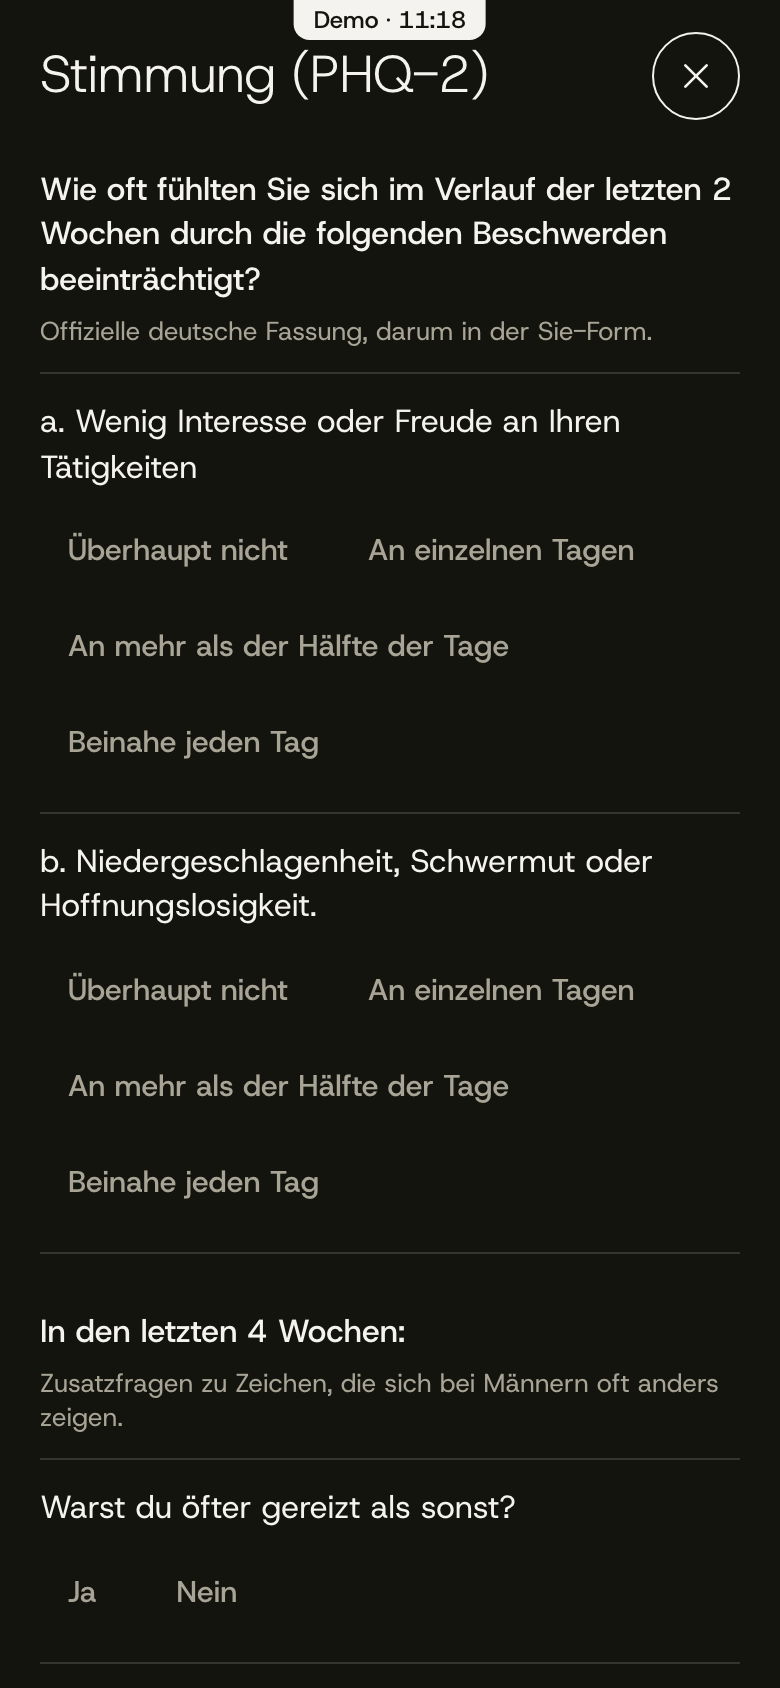 Demo · 11:18
Stimmung (PHQ-2)
Wie oft fühlten Sie sich im Verlauf der letzten 2
Wochen durch die folgenden Beschwerden
beeinträchtigt?
Offizielle deutsche Fassung, darum in der Sie-Form.
a. Wenig Interesse oder Freude an Ihren
Tätigkeiten
Überhaupt nicht An einzelnen Tagen
An mehr als der Hälfte der Tage
Beinahe jeden Tag
b. Niedergeschlagenheit, Schwermut oder
Hoffnungslosigkeit.
Überhaupt nicht An einzelnen Tagen
An mehr als der Hälfte der Tage
Beinahe jeden Tag
In den letzten 4 Wochen:
Zusatzfragen zu Zeichen, die sich bei Männern oft anders
zeigen.
Warst du öfter gereizt als sonst?
Ja Nein